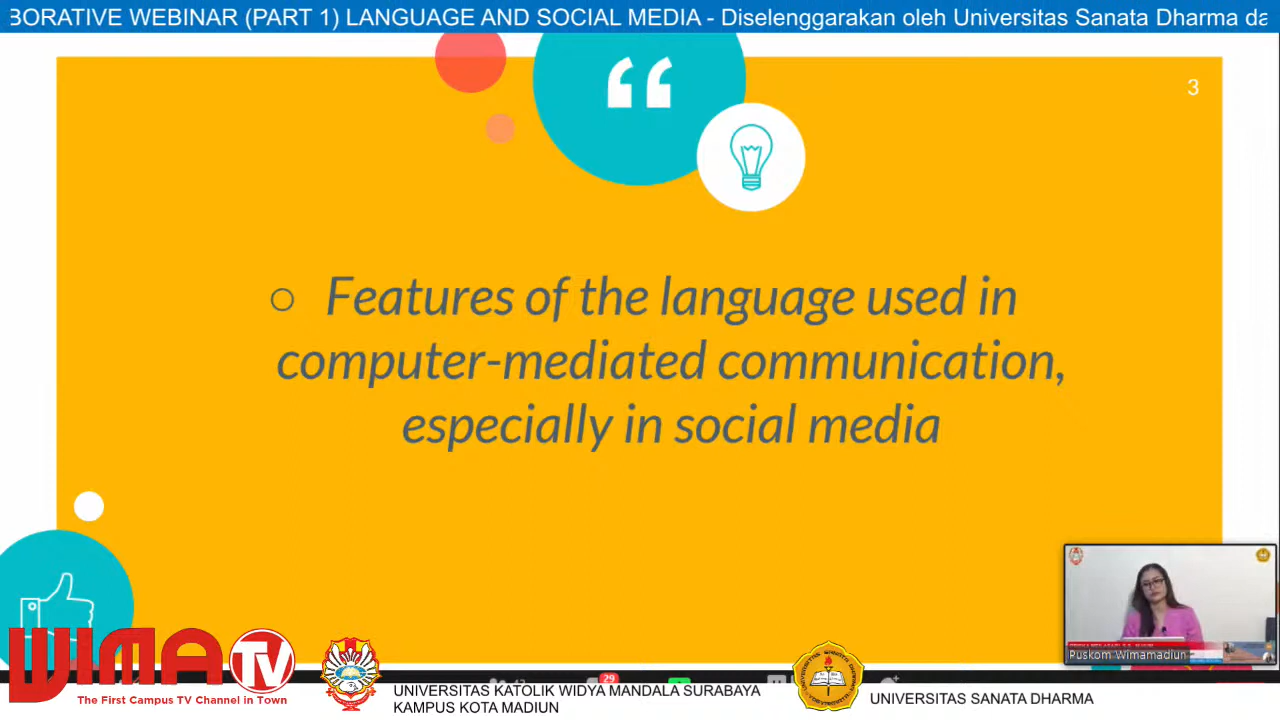 BORATIVE WEBINAR (PART 1) LANGUAGE AND SOCIAL MEDIA - Diselenggarakan oleh Universitas Sanata Dharma da
3
“
○ Features of the language used in
computer-mediated communication,
especially in social media
Puskom Wimamadiun
29
WIMA TV
The First Campus TV Channel in Town
UNIVERSITAS KATOLIK WIDYA MANDALA SURABAYA
KAMPUS KOTA MADIUN
UNIVERSITAS SANATA DHARMA